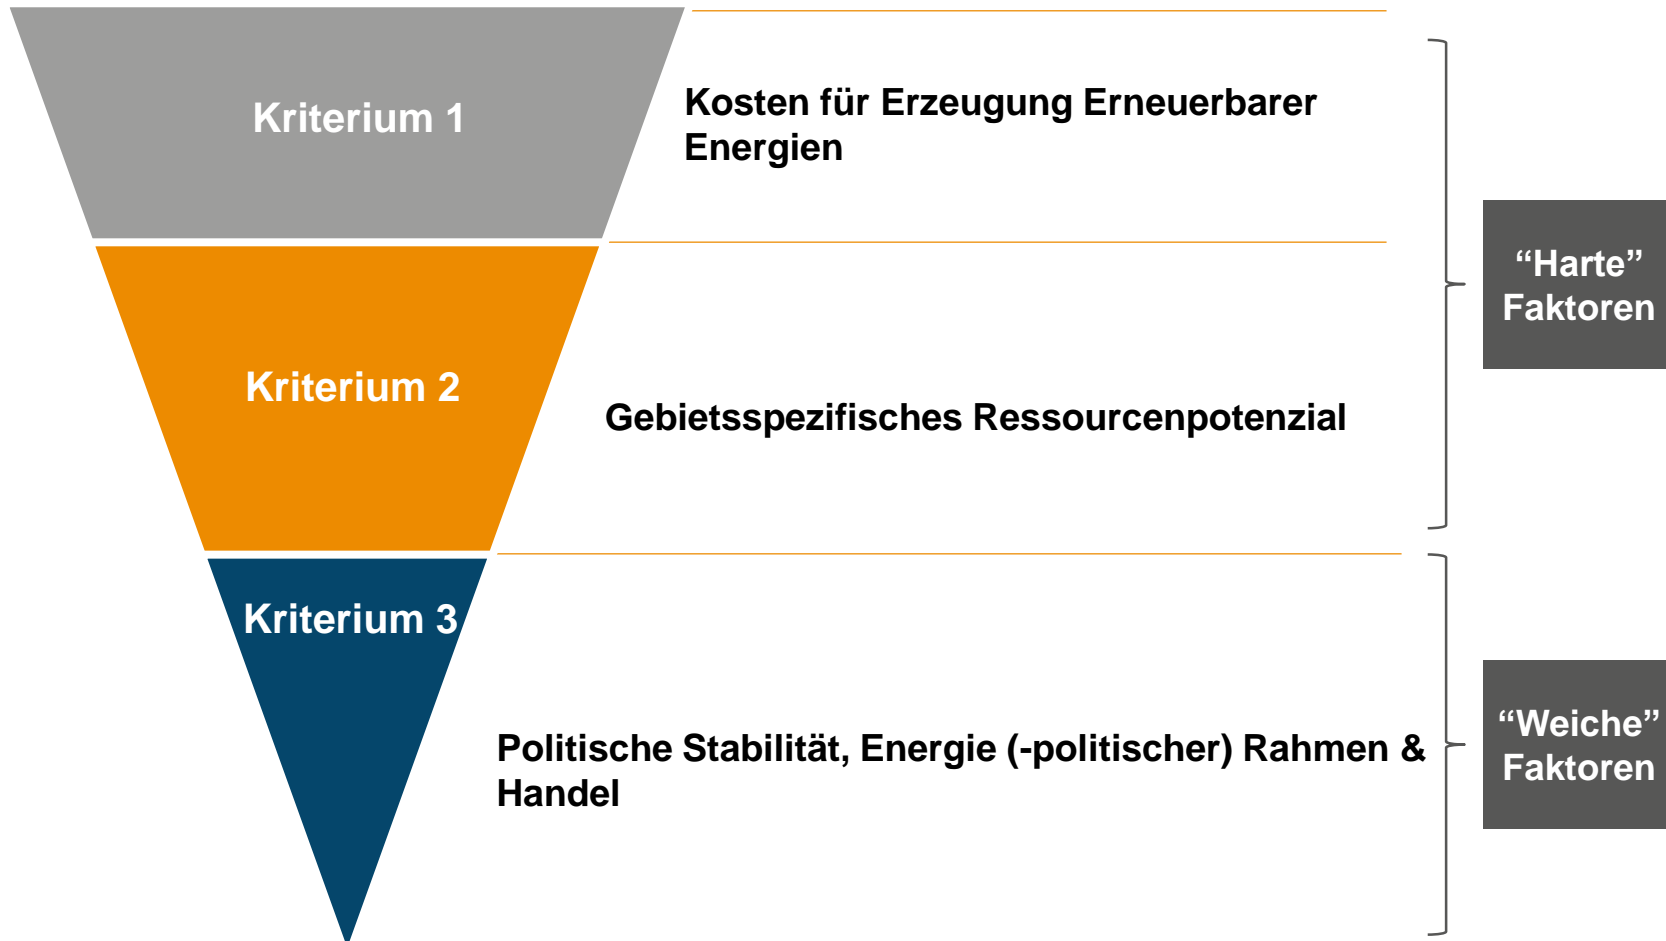 Kriterium 1
Kosten für Erzeugung Erneuerbarer
Energien
“Harte”
Faktoren
Kriterium 2
Gebietsspezifisches Ressourcenpotenzial
Kriterium 3
Politische Stabilität, Energie (-politischer) Rahmen &
Handel
“Weiche”
Faktoren